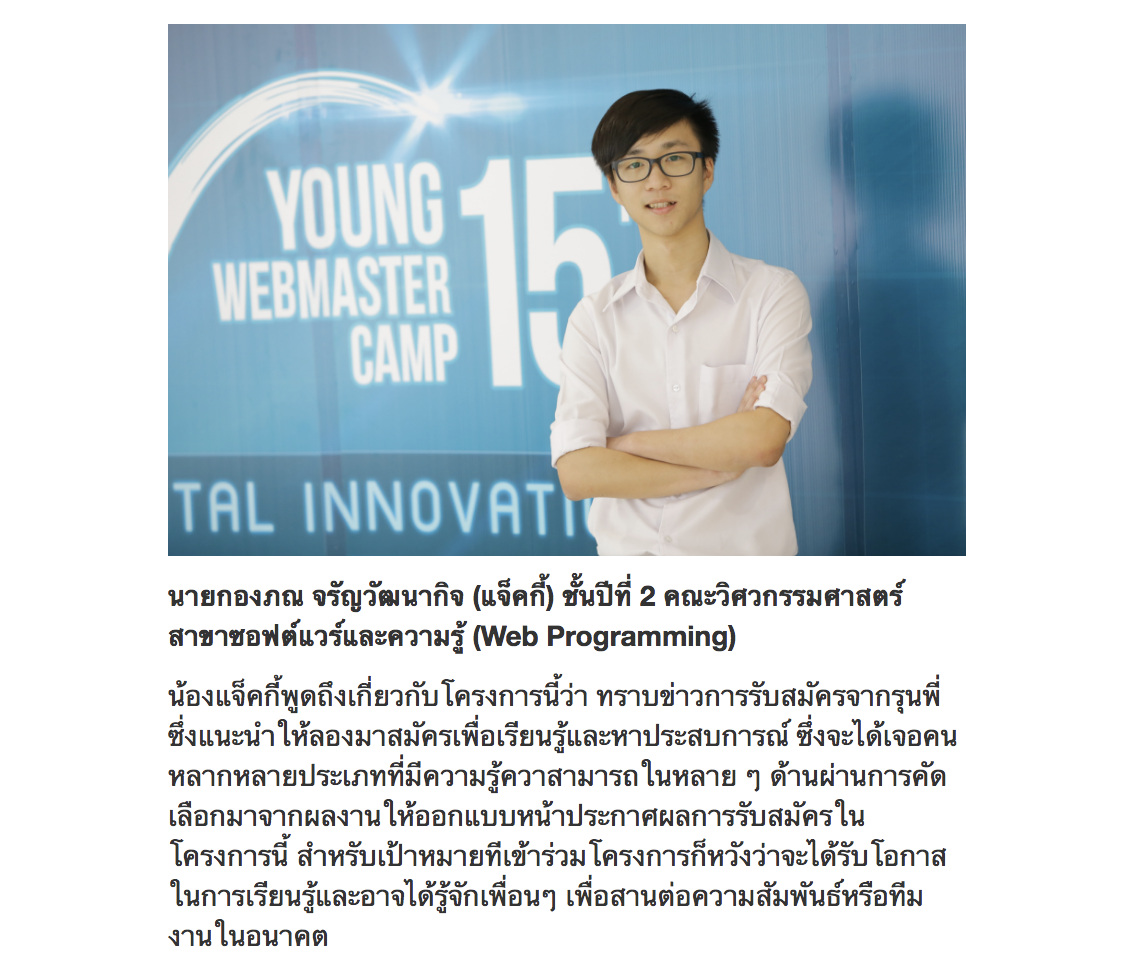 YOUNG
WEBMASTER
CAMP
15
TAL INNOVATI
นายกองภณ จรัญวัฒนากิจ (แจ็คกี้) ชั้นปีที่ 2 คณะวิศวกรรมศาสตร์
สาขาซอฟต์แวร์และความรู้ (Web Programming)
น้องแจ็คกี้พูดถึงเกี่ยวกับโครงการนี้ว่า ทราบข่าวการรับสมัครจากรุนพี่
ซึ่งแนะนำให้ลองมาสมัครเพื่อเรียนรู้และหาประสบการณ์ ซึ่งจะได้เจอคน
หลากหลายประเภทที่มีความรู้ควาสามารถในหลาย ๆ ด้านผ่านการคัด
เลือกมาจากผลงานให้ออกแบบหน้าประกาศผลการรับสมัครใน
โครงการนี้ สำหรับเป้าหมายทีเข้าร่วมโครงการก็หวังว่าจะได้รับโอกาส
ในการเรียนรู้และอาจได้รู้จักเพื่อนๆ เพื่อสานต่อความสัมพันธ์หรือทีม
งานในอนาคต